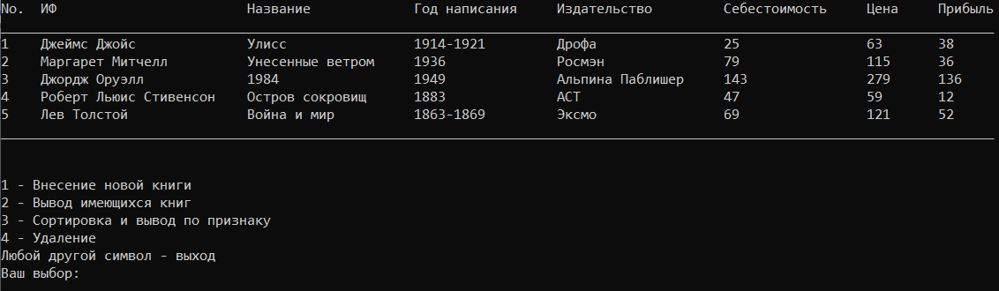 No. ИФ Название Год написания Издательство Себестоимость Цена Прибыль
1 Джеймс Джойс Улисс 1914-1921 Дрофа 25 63 38
2 Маргарет Митчелл Унесенные ветром 1936 Росмэн 79 115 36
3 Джордж Оруэлл 1984 1949 Альпина Паблишер 143 279 136
4 Роберт Льюис Стивенсон Остров сокровищ 1883 АСТ 47 59 12
5 Лев Толстой Война и мир 1863-1869 Эксмо 69 121 52
1 - Внесение новой книги
2 - Вывод имеющихся книг
3 - Сортировка и вывод по признаку
4 - Удаление
Любой другой символ - выход
Ваш выбор: